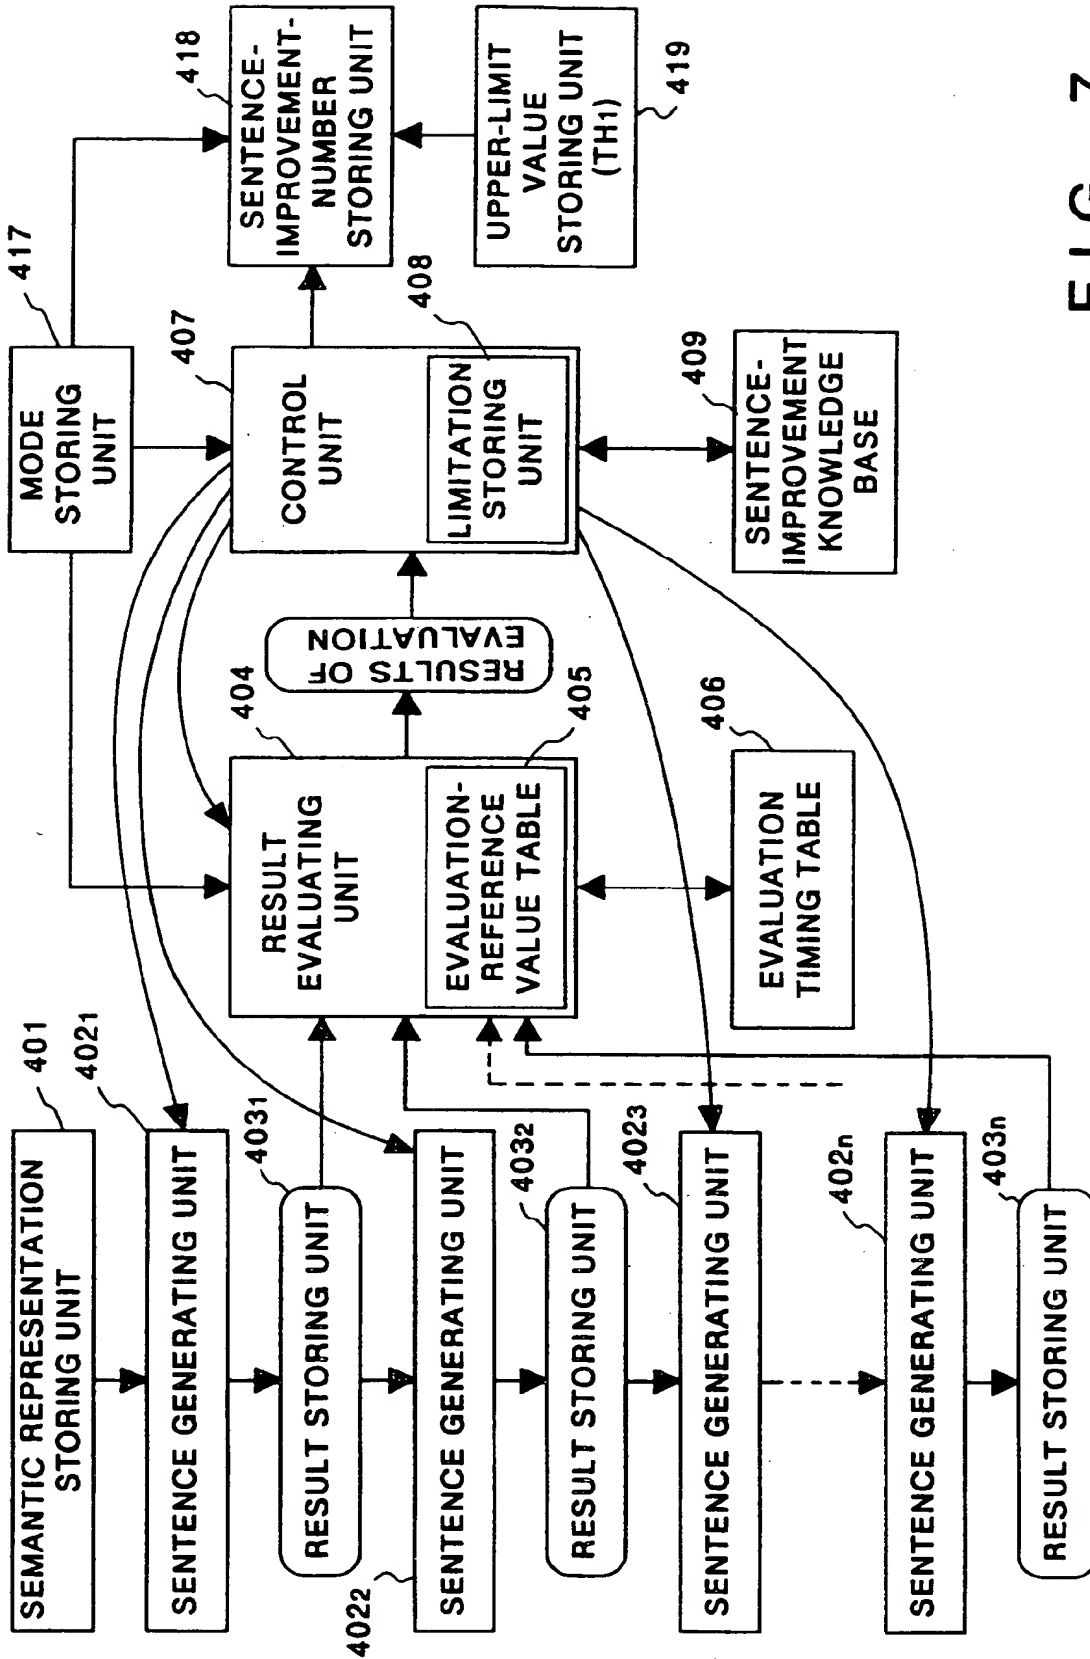 SEMANTIC REPRESENTATION
STORING UNIT
401
SENTENCE GENERATING UNIT
4021
RESULT STORING UNIT
4031
SENTENCE GENERATING UNIT
4022
RESULT STORING UNIT
4032
SENTENCE GENERATING UNIT
4023
SENTENCE GENERATING UNIT
402n
RESULT STORING UNIT
403n
RESULT
EVALUATING
UNIT
404
EVALUATION-
REFERENCE
VALUE TABLE
405
EVALUATION
TIMING TABLE
406
RESULTS OF
EVALUATION
MODE
STORING
UNIT
417
CONTROL
UNIT
407
LIMITATION
STORING
UNIT
408
SENTENCE-
IMPROVEMENT
KNOWLEDGE
BASE
409
SENTENCE-
IMPROVEMENT-
NUMBER
STORING UNIT
418
UPPER-LIMIT
VALUE
STORING UNIT
(TH1)
419
FIG. 7